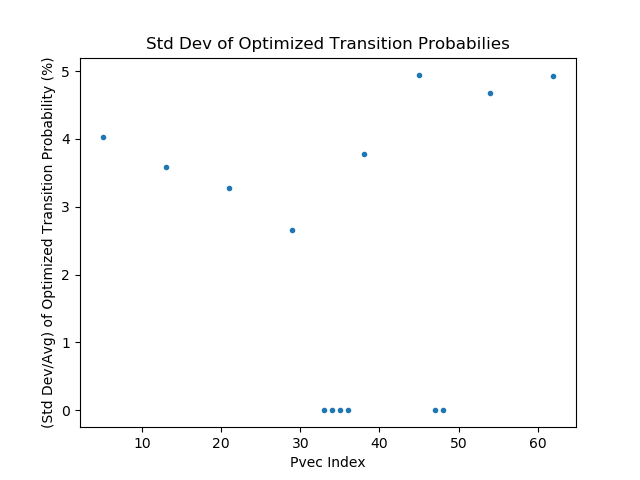 Std Dev of Optimized Transition Probabilies
(Std Dev/Avg) of Optimized Transition Probability (%)
5
4
3
2
1
0
10 20 30 40 50 60
Pvec Index